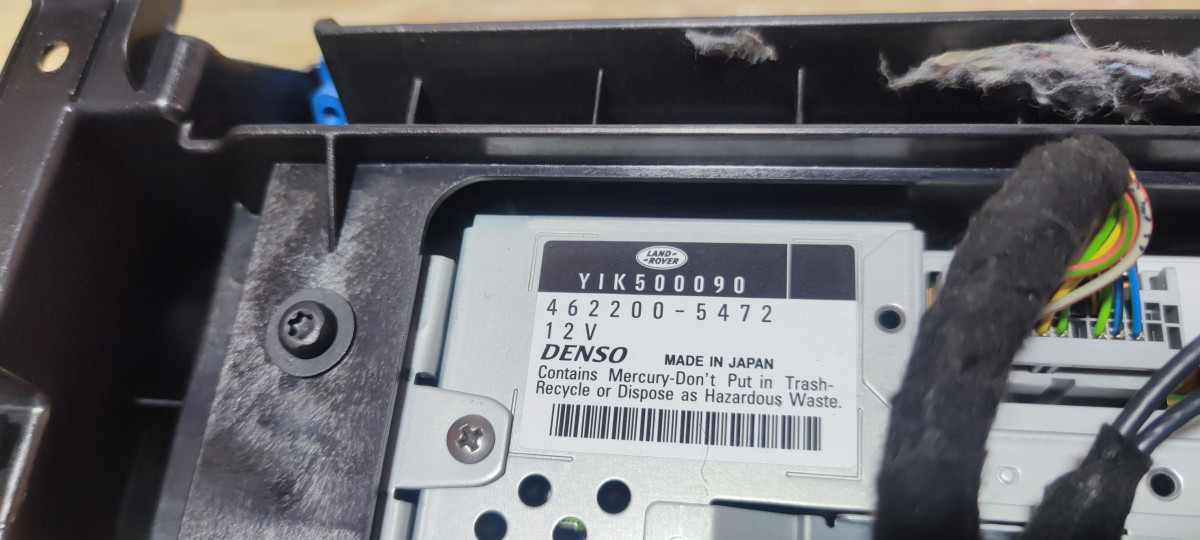 LAND-
-ROVER
YIK500090
462200-5472
12V
DENSO MADE IN JAPAN
Contains Mercury-Don't Put in Trash-
Recycle or Dispose as Hazardous Waste.